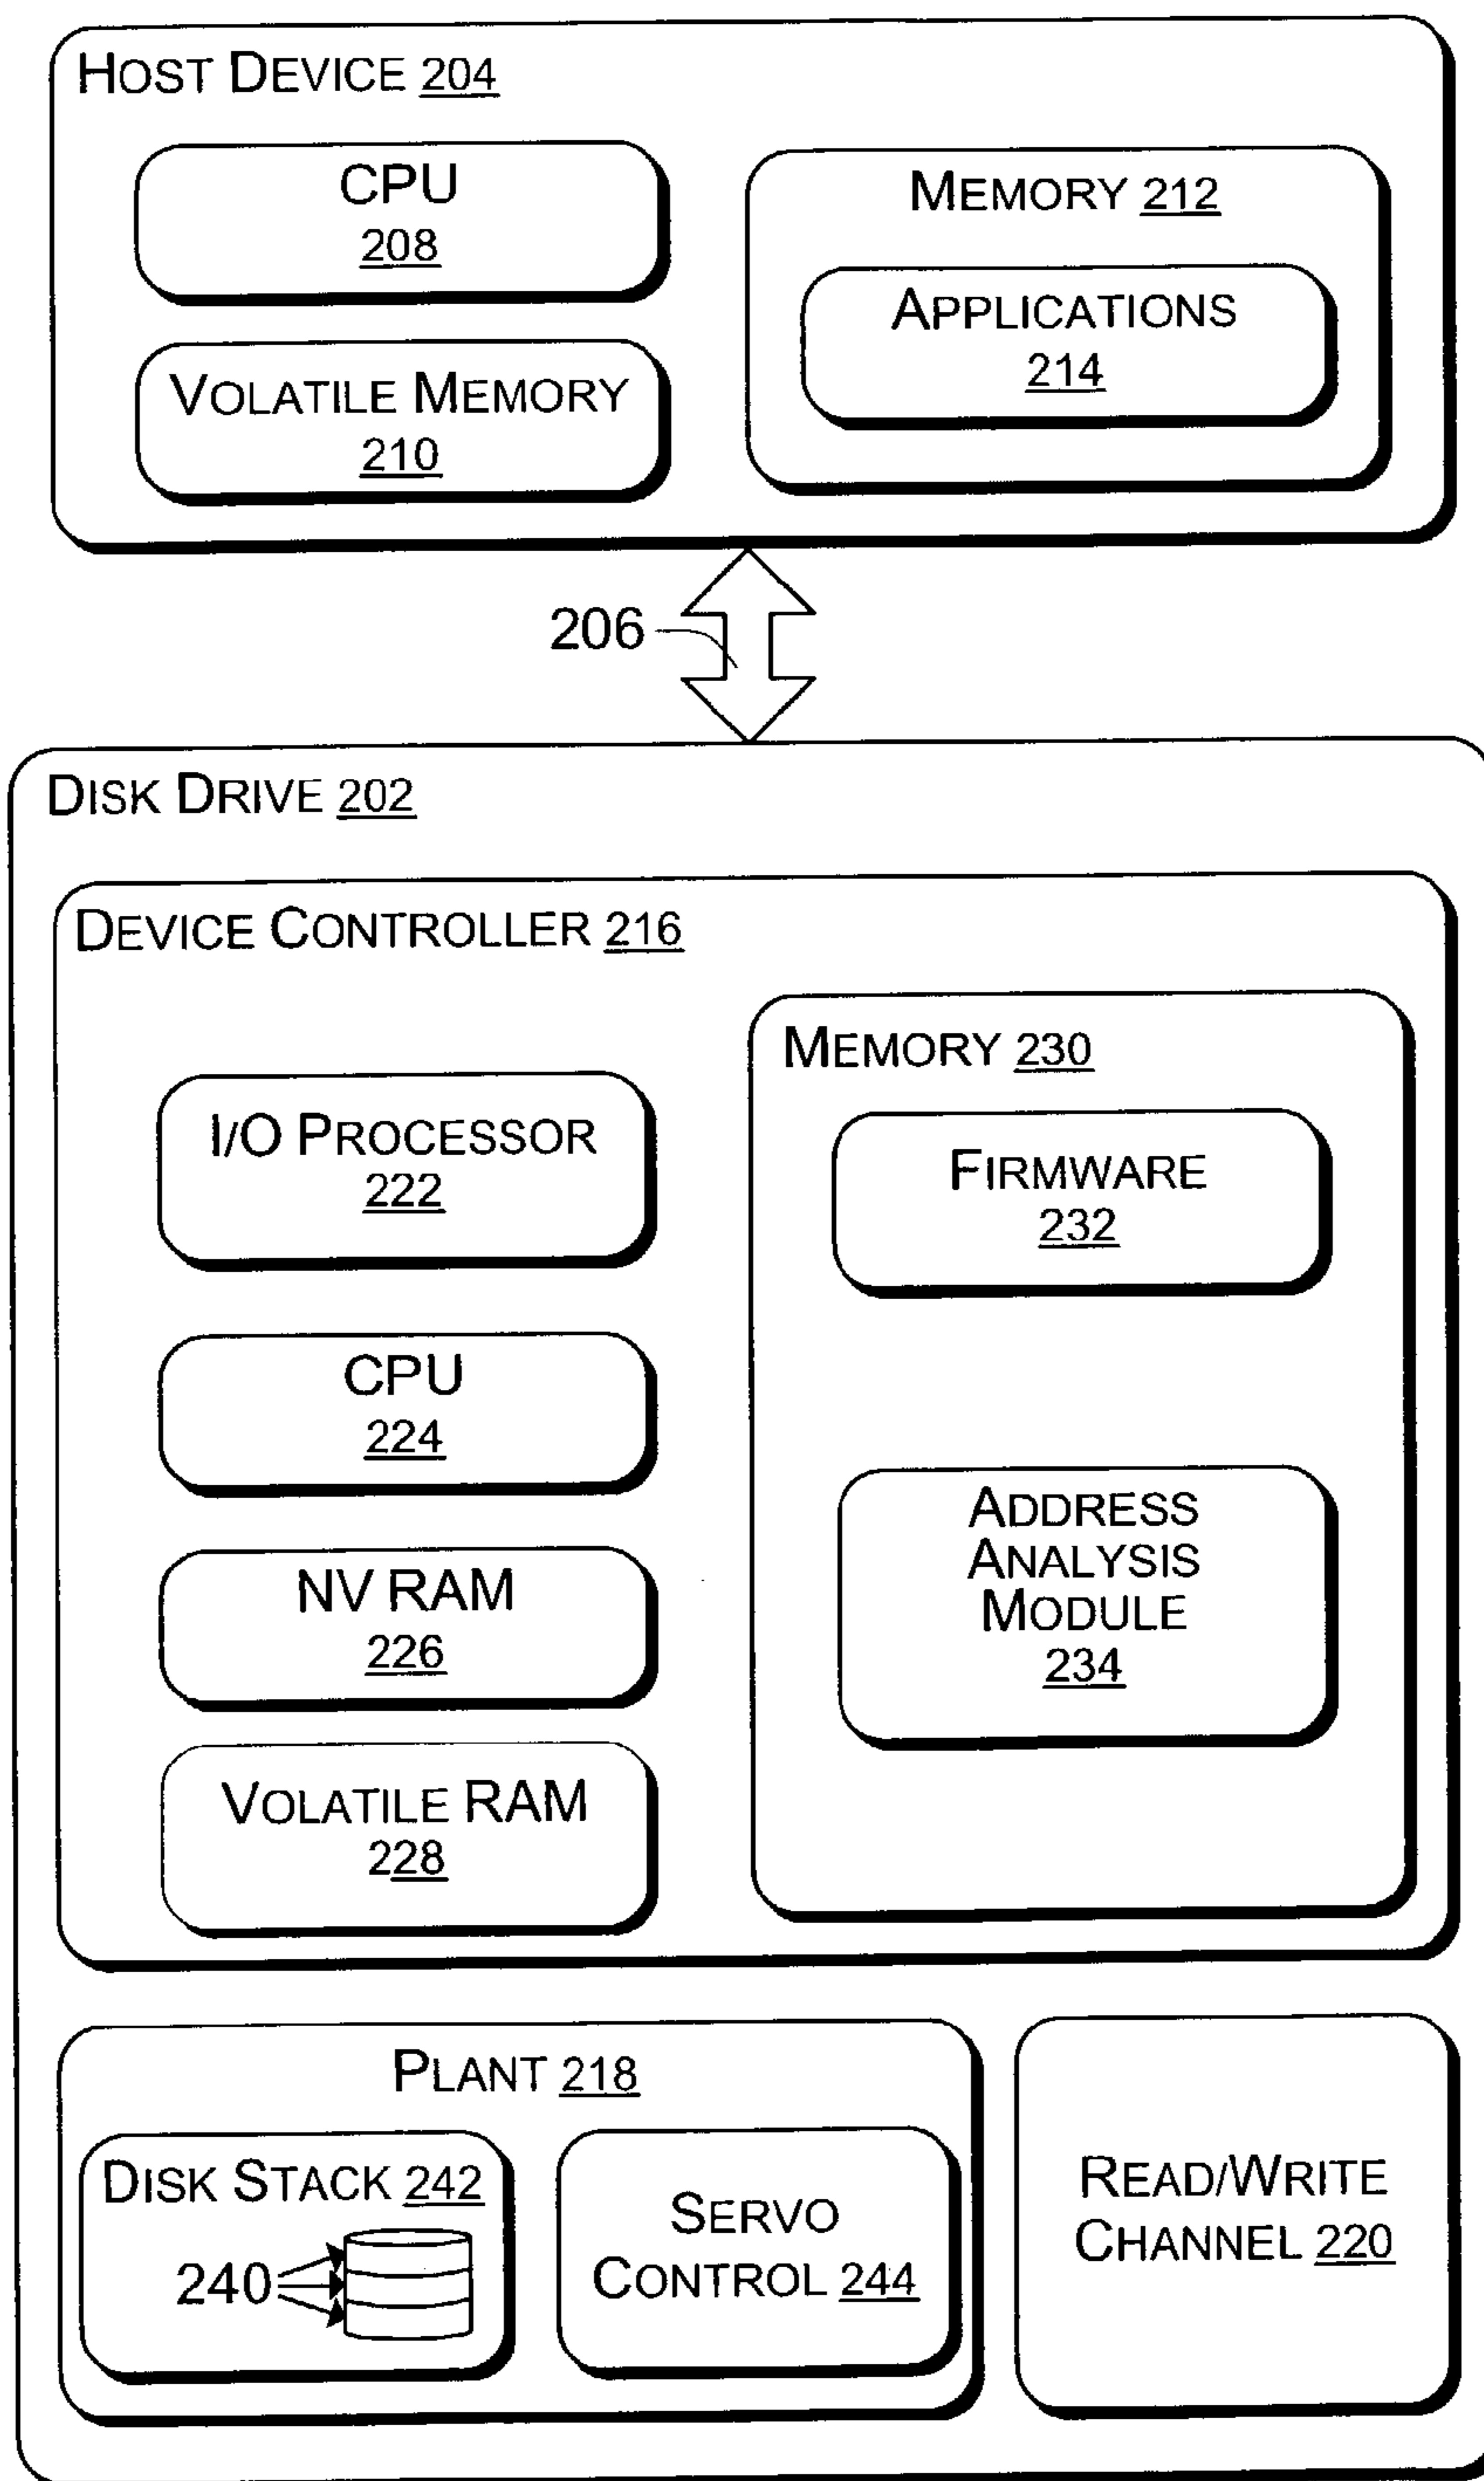 HOST DEVICE 204
CPU
208
VOLATILE MEMORY
210
MEMORY 212
APPLICATIONS
214
206
DISK DRIVE 202
DEVICE CONTROLLER 216
I/O PROCESSOR
222
CPU
224
NV RAM
226
VOLATILE RAM
228
MEMORY 230
FIRMWARE
232
ADDRESS
ANALYSIS
MODULE
234
PLANT 218
DISK STACK 242
240
SERVO
CONTROL 244
READ/WRITE
CHANNEL 220